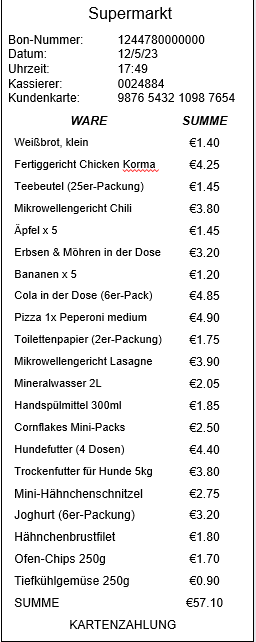 Supermarkt
Bon-Nummer: 1244780000000
Datum: 12/5/23
Uhrzeit: 17:49
Kassierer: 0024884
Kundenkarte: 9876 5432 1098 7654
WARE SUMME
Weißbrot, klein €1.40
Fertiggericht Chicken Korma €4.25
Teebeutel (25er-Packung) €1.45
Mikrowellengericht Chili €3.80
Äpfel x 5 €1.45
Erbsen & Möhren in der Dose €3.20
Bananen x 5 €1.20
Cola in der Dose (6er-Pack) €4.85
Pizza 1x Peperoni medium €4.90
Toilettenpapier (2er-Packung) €1.75
Mikrowellengericht Lasagne €3.90
Mineralwasser 2L €2.05
Handspülmittel 300ml €1.85
Cornflakes Mini-Packs €2.50
Hundefutter (4 Dosen) €4.40
Trockenfutter für Hunde 5kg €3.80
Mini-Hähnchenschnitzel €2.75
Joghurt (6er-Packung) €3.20
Hähnchenbrustfilet €1.80
Ofen-Chips 250g €1.70
Tiefkühlgemüse 250g €0.90
SUMME €57.10
KARTENZAHLUNG